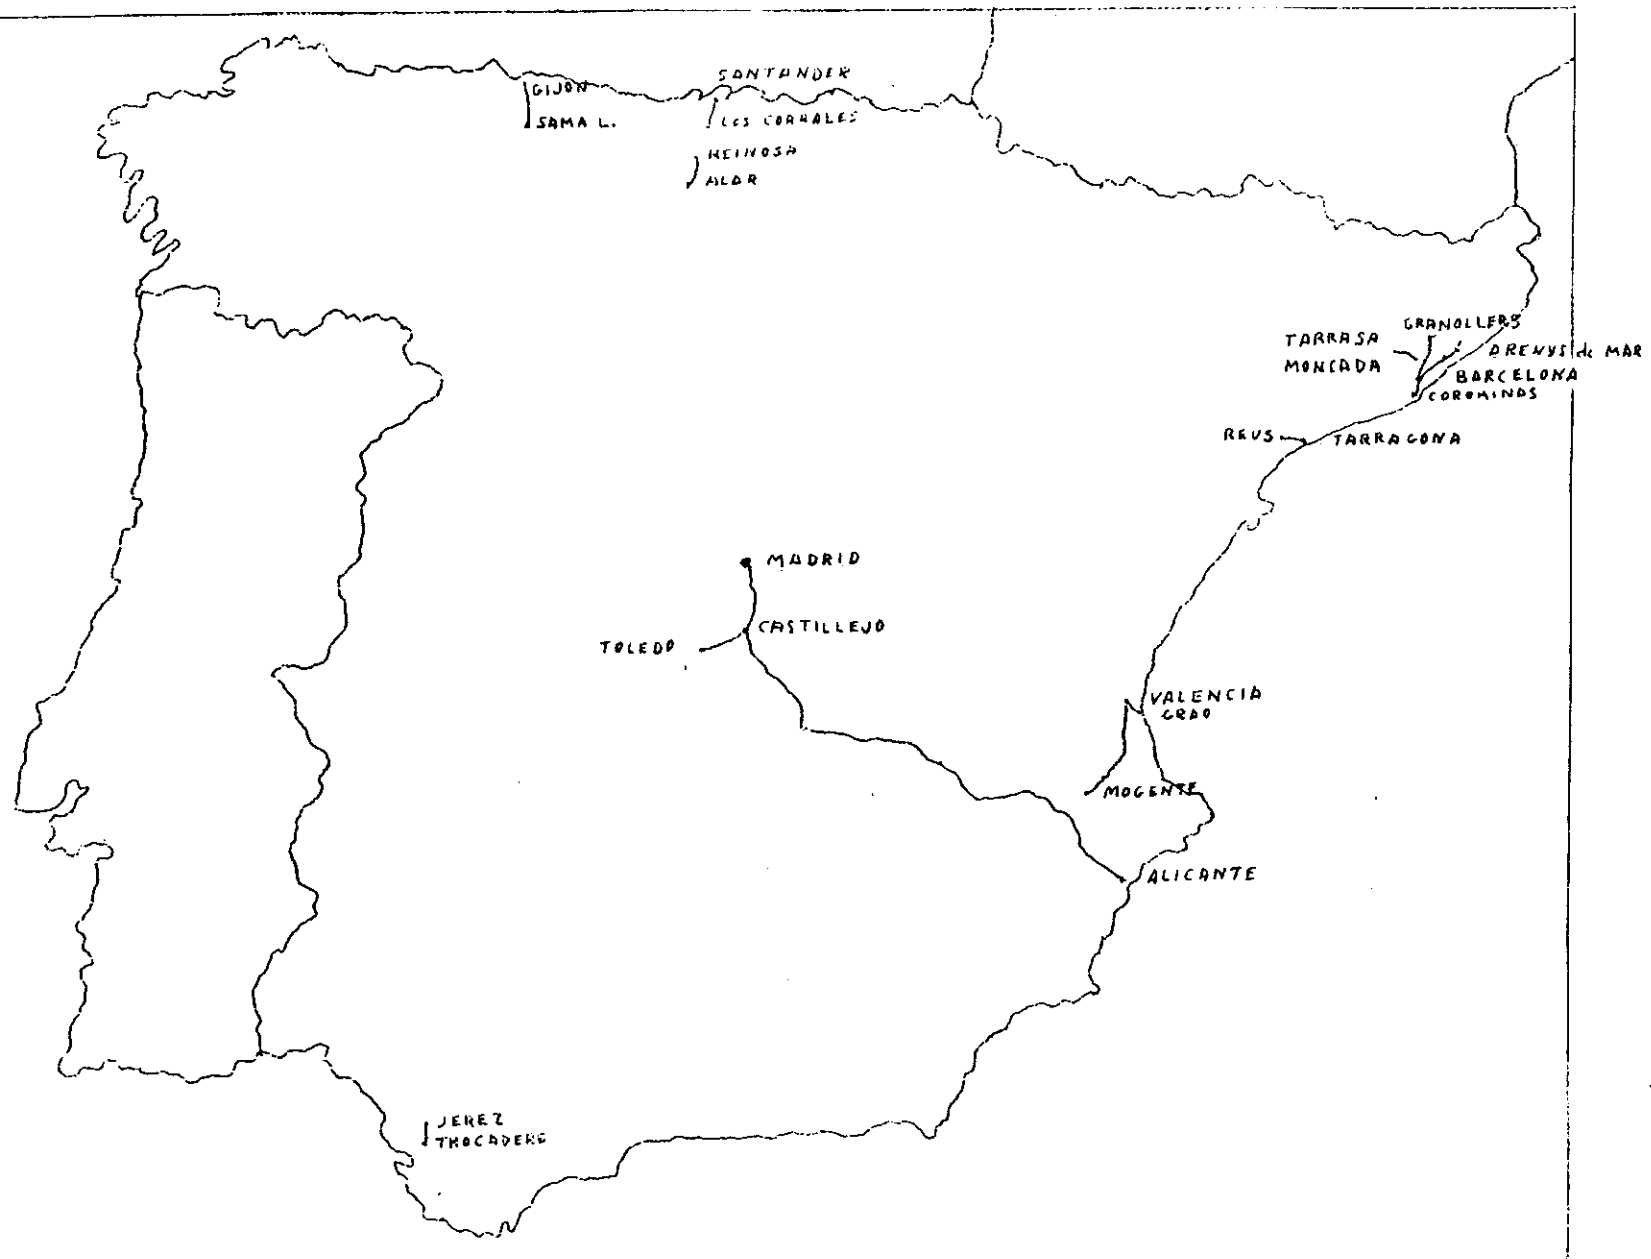 SANTANDER
GIJON
SAMA L.
LOS CORRALES
REINOSA
ALAR
GRANOLLERS
TARRASA
MONCADA
ARENYS de MAR
BARCELONA
COROMINAS
REUS
TARRAGONA
MADRID
CASTILLEJO
TOLEDO
VALENCIA
GRAO
MOGENTE
ALICANTE
JEREZ
TROCADERO